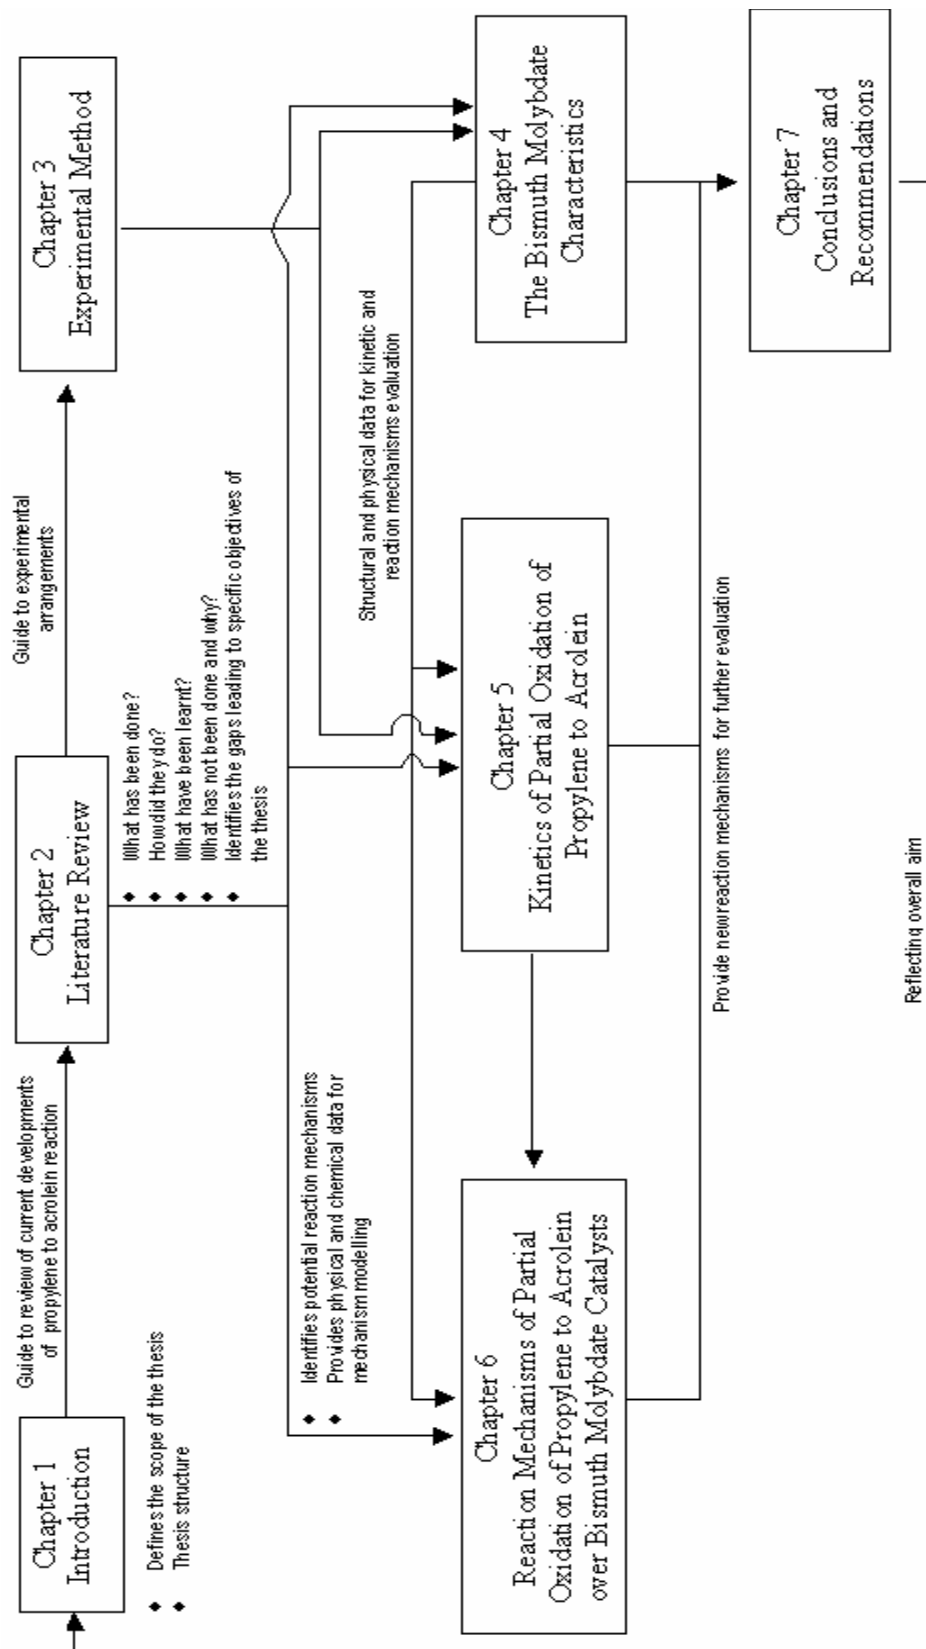 Chapter 1
Introduction
Defines the scope of the thesis
Thesis structure
Guide to review of current developments
of propylene to acrolein reaction
Chapter 2
Literature Review
What has been done?
How did they do?
What have been learnt?
What has not been done and why?
Identifies the gaps leading to specific objectives of
the thesis
Guide to experimental
arrangements
Chapter 3
Experimental Method
Identifies potential reaction mechanisms
Provides physical and chemical data for
mechanism modelling
Structural and physical data for kinetic and
reaction mechanisms evaluation
Chapter 6
Reaction Mechanisms of Partial
Oxidation of Propylene to Acrolein
over Bismuth Molybdate Catalysts
Chapter 5
Kinetics of Partial Oxidation of
Propylene to Acrolein
Chapter 4
The Bismuth Molybdate
Characteristics
Provide new reaction mechanisms for further evaluation
Chapter 7
Conclusions and
Recommendations
Reflecting overall aim